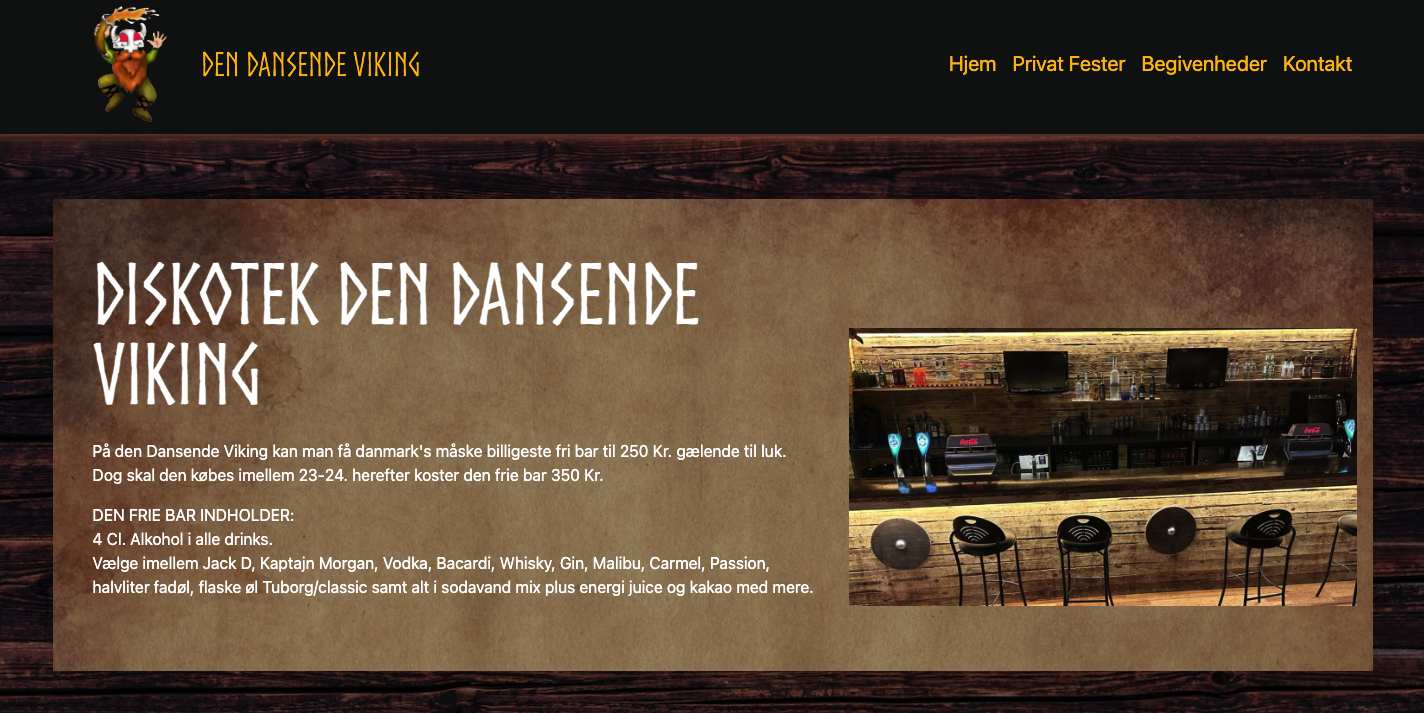 DEN DANSENDE VIKING
Hjem Privat Fester Begivenheder Kontakt
DISKOTEK DEN DANSENDE
VIKING
På den Dansende Viking kan man få danmark's måske billigeste fri bar til 250 Kr. gælende til luk.
Dog skal den købes imellem 23-24. herefter koster den frie bar 350 Kr.
DEN FRIE BAR INDHOLDER:
4 Cl. Alkohol i alle drinks.
Vælge imellem Jack D, Kaptajn Morgan, Vodka, Bacardi, Whisky, Gin, Malibu, Carmel, Passion,
halvliter fadøl, flaske øl Tuborg/classic samt alt i sodavand mix plus energi juice og kakao med mere.
Coca-Cola
Coca-Cola